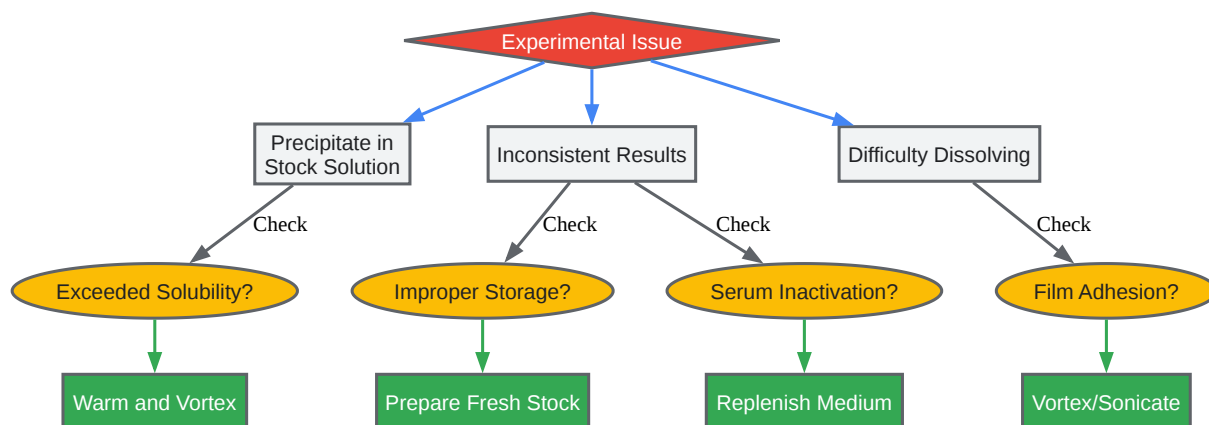 Experimental Issue
Precipitate in
Stock Solution
Inconsistent Results
Difficulty Dissolving
Check
Check
Check
Check
Exceeded Solubility?
Improper Storage?
Serum Inactivation?
Film Adhesion?
Warm and Vortex
Prepare Fresh Stock
Replenish Medium
Vortex/Sonicate